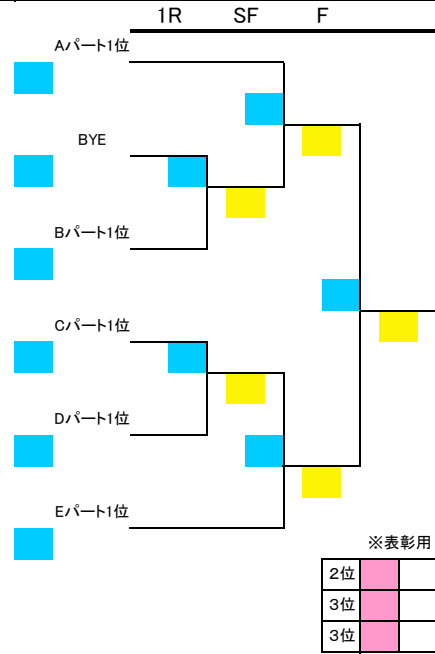 1R SF F
Aパート1位
BYE
Bパート1位
Cパート1位
Dパート1位
Eパート1位
※表彰用
2位
3位
3位